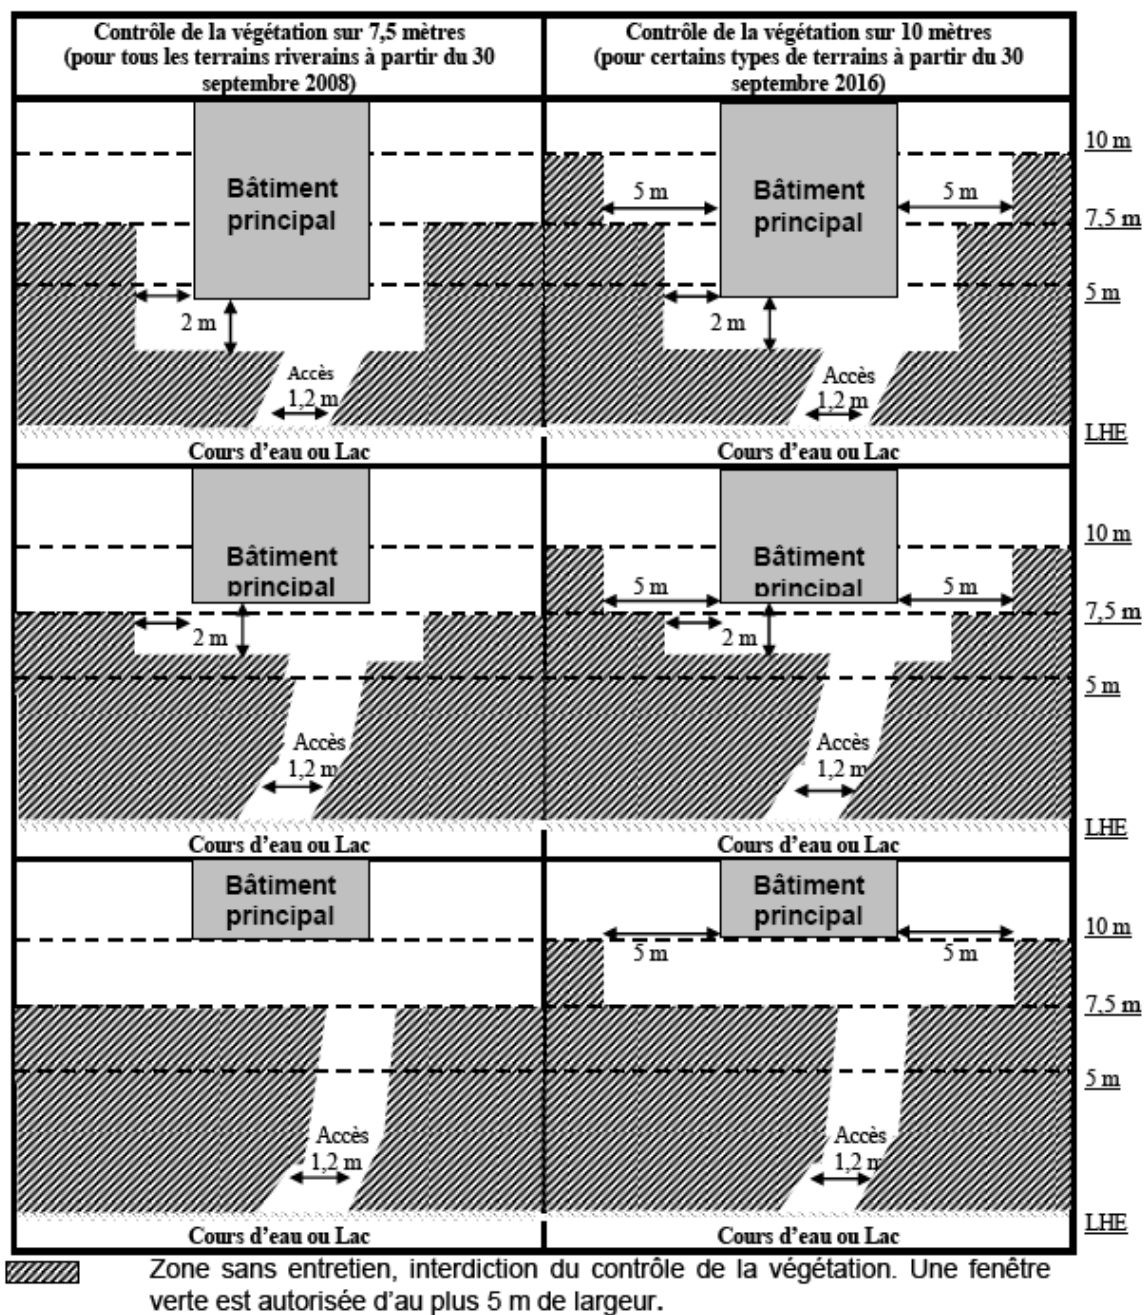 Contrôle de la végétation sur 7,5 mètres
(pour tous les terrains riverains à partir du 30
septembre 2008)
Contrôle de la végétation sur 10 mètres
(pour certains types de terrains à partir du 30
septembre 2016)
Bâtiment
principal
2 m
Accès
1,2 m
Cours d'eau ou Lac
Bâtiment
principal
5 m
5 m
2 m
Accès
1,2 m
Cours d'eau ou Lac
10 m
7,5 m
5 m
LHE
Bâtiment
principal
2 m
Accès
1,2 m
Cours d'eau ou Lac
Bâtiment
principal
5 m
5 m
2 m
Accès
1,2 m
Cours d'eau ou Lac
10 m
7,5 m
5 m
LHE
Bâtiment
principal
Accès
1,2 m
Cours d'eau ou Lac
Bâtiment
principal
5 m
5 m
Accès
1,2 m
Cours d'eau ou Lac
10 m
7,5 m
5 m
LHE
Zone sans entretien, interdiction du contrôle de la végétation. Une fenêtre
verte est autorisée d'au plus 5 m de largeur.